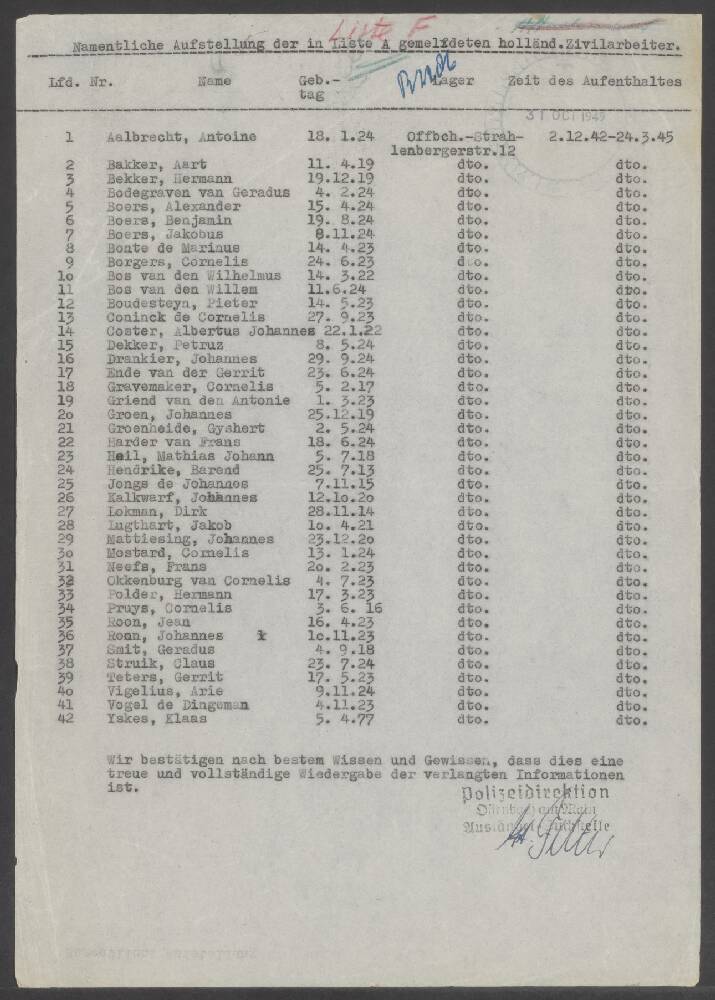 Liste F
Namentliche Aufstellung der in Liste A gemeldeten holländ.Zivilarbeiter.
Lfd. Nr. Name Geb.- Lager Zeit des Aufenthaltes
tag
31 OCT 1949
1 Aalbrecht, Antoine 18. 1.24 Offbch.-Strah- 2.12.42-24.3.45
lenbergerstr.12
2 Bakker, Aart 11. 4.19 dto. dto.
3 Bekker, Hermann 19.12.19 dto. dto.
4 Bodegraven van Geradus 4. 2.24 dto. dto.
5 Boers, Alexander 15. 4.24 dto. dto.
6 Boers, Benjamin 19. 8.24 dto. dto.
7 Boers, Jakobus 8.11.24 dto. dto.
8 Bonte de Marinus 14. 4.23 dto. dto.
9 Borgers, Cornelis 24. 6.23 dto. dto.
1o Bos van den Wilhelmus 14. 3.22 dto. dto.
11 Bos van den Willem 11.6.24 dto. dto.
12 Boudesteyn, Pieter 14. 5.23 dto. dto.
13 Coninck de Cornelis 27. 9.23 dto. dto.
14 Coster, Albertus Johannes 22.1.22 dto. dto.
15 Dekker, Petruz 8. 5.24 dto. dto.
16 Drankier, Johannes 29. 9.24 dto. dto.
17 Ende van der Gerrit 23. 6.24 dto. dto.
18 Gravemaker, Cornelis 5. 2.17 dto. dto.
19 Griend van den Antonie 1. 3.23 dto. dto.
2o Groen, Johannes 25.12.19 dto. dto.
21 Groenheide, Gyshert 2. 5.24 dto. dto.
22 Harder van Frans 18. 6.24 dto. dto.
23 Heil, Mathias Johann 5. 7.18 dto. dto.
24 Hendrike, Barend 25. 7.13 dto. dto.
25 Jongs de Johannes 7.11.15 dto. dto.
26 Kalkwarf, Johannes 12.1o.2o dto. dto.
27 Lokman, Dirk 28.11.14 dto. dto.
28 Lugthart, Jakob 1o. 4.21 dto. dto.
29 Mattiesing, Johannes 23.12.2o dto. dto.
3o Mostard, Cornelis 13. 1.24 dto. dto.
31 Neefs, Frans 2o. 2.23 dto. dto.
32 Okkenburg van Cornelis 4. 7.23 dto. dto.
33 Polder, Hermann 17. 3.23 dto. dto.
34 Pruys, Cornelis 3. 6. 16 dto. dto.
35 Roon, Jean 16. 4.23 dto. dto.
36 Ronn, Johannes 1o.11.23 dto. dto.
37 Smit, Geradus 4. 9.18 dto. dto.
38 Struik, Claus 23. 7.24 dto. dto.
39 Teters, Gerrit 17. 5.23 dto. dto.
4o Vigelius, Arie 9.11.24 dto. dto.
41 Vogel de Dingeman 4.11.23 dto. dto.
42 Yskes, Klaas 5. 4.77 dto. dto.
Wir bestätigen nach bestem Wissen und Gewissen, dass dies eine
treue und vollständige Wiedergabe der verlangten Informationen
ist.
Polizeidirektion
Offenbach am Main